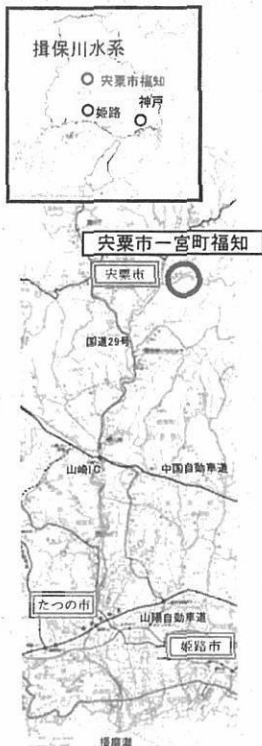 揖保川水系
宍粟市福知
姫路
神戸
宍粟市一宮町福知
宍粟市
国道29号
山崎IC
中国自動車道
たつの市
山陽自動車道
姫路市
播磨灘